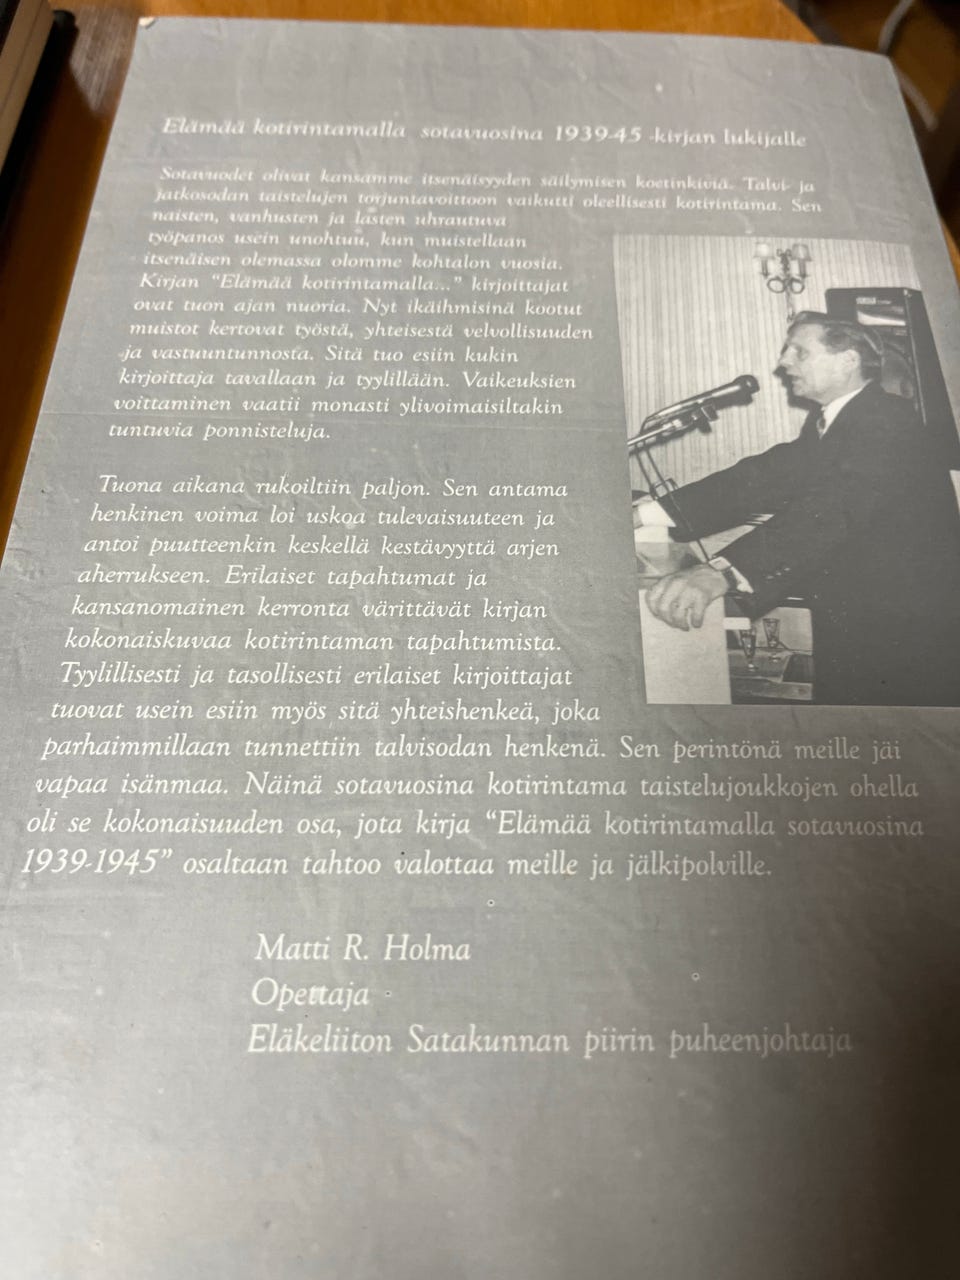 Elämää kotirintamalla sotavuosina 1939-45 -kirjan lukijalle
Sotavuodet olivat kansamme itsenäisyyden säilymisen koetinkiviä. Talvi- ja
jatkosodan taistelujen torjuntavoittoon vaikutti oleellisesti kotirintama. Sen
naisten, vanhusten ja lasten uhrautuva
työpanos usein unohtuu, kun muistellaan
itsenäisen olemassa olomme kohtalon vuosia.
Kirjan “Elämää kotirintamalla...” kirjoittajat
ovat tuon ajan nuoria. Nyt ikäihmisinä kootut
muistot kertovat työstä, yhteisestä velvollisuuden
ja vastuuntunnosta. Sitä tuo esiin kukin
kirjoittaja tavallaan ja tyylillään. Vaikeuksien
voittaminen vaatii monasti ylivoimaisiltakin
tuntuvia ponnisteluja.
Tuona aikana rukoiltiin paljon. Sen antama
henkinen voima loi uskoa tulevaisuuteen ja
antoi puutteenkin keskellä kestävyyttä arjen
aherrukseen. Erilaiset tapahtumat ja
kansanomainen kerronta värittävät kirjan
kokonaiskuvaa kotirintaman tapahtumista.
Tyylillisesti ja tasollisesti erilaiset kirjoittajat
tuovat usein esiin myös sitä yhteishenkeä, joka
parhaimmillaan tunnettiin talvisodan henkenä. Sen perintönä meille jäi
vapaa isänmaa. Näinä sotavuosina kotirintama taistelujoukkojen ohella
oli se kokonaisuuden osa, jota kirja “Elämää kotirintamalla sotavuosina
1939-1945” osaltaan tahtoo valottaa meille ja jälkipolville.
Matti R. Holma
Opettaja
Eläkeliiton Satakunnan piirin puheenjohtaja